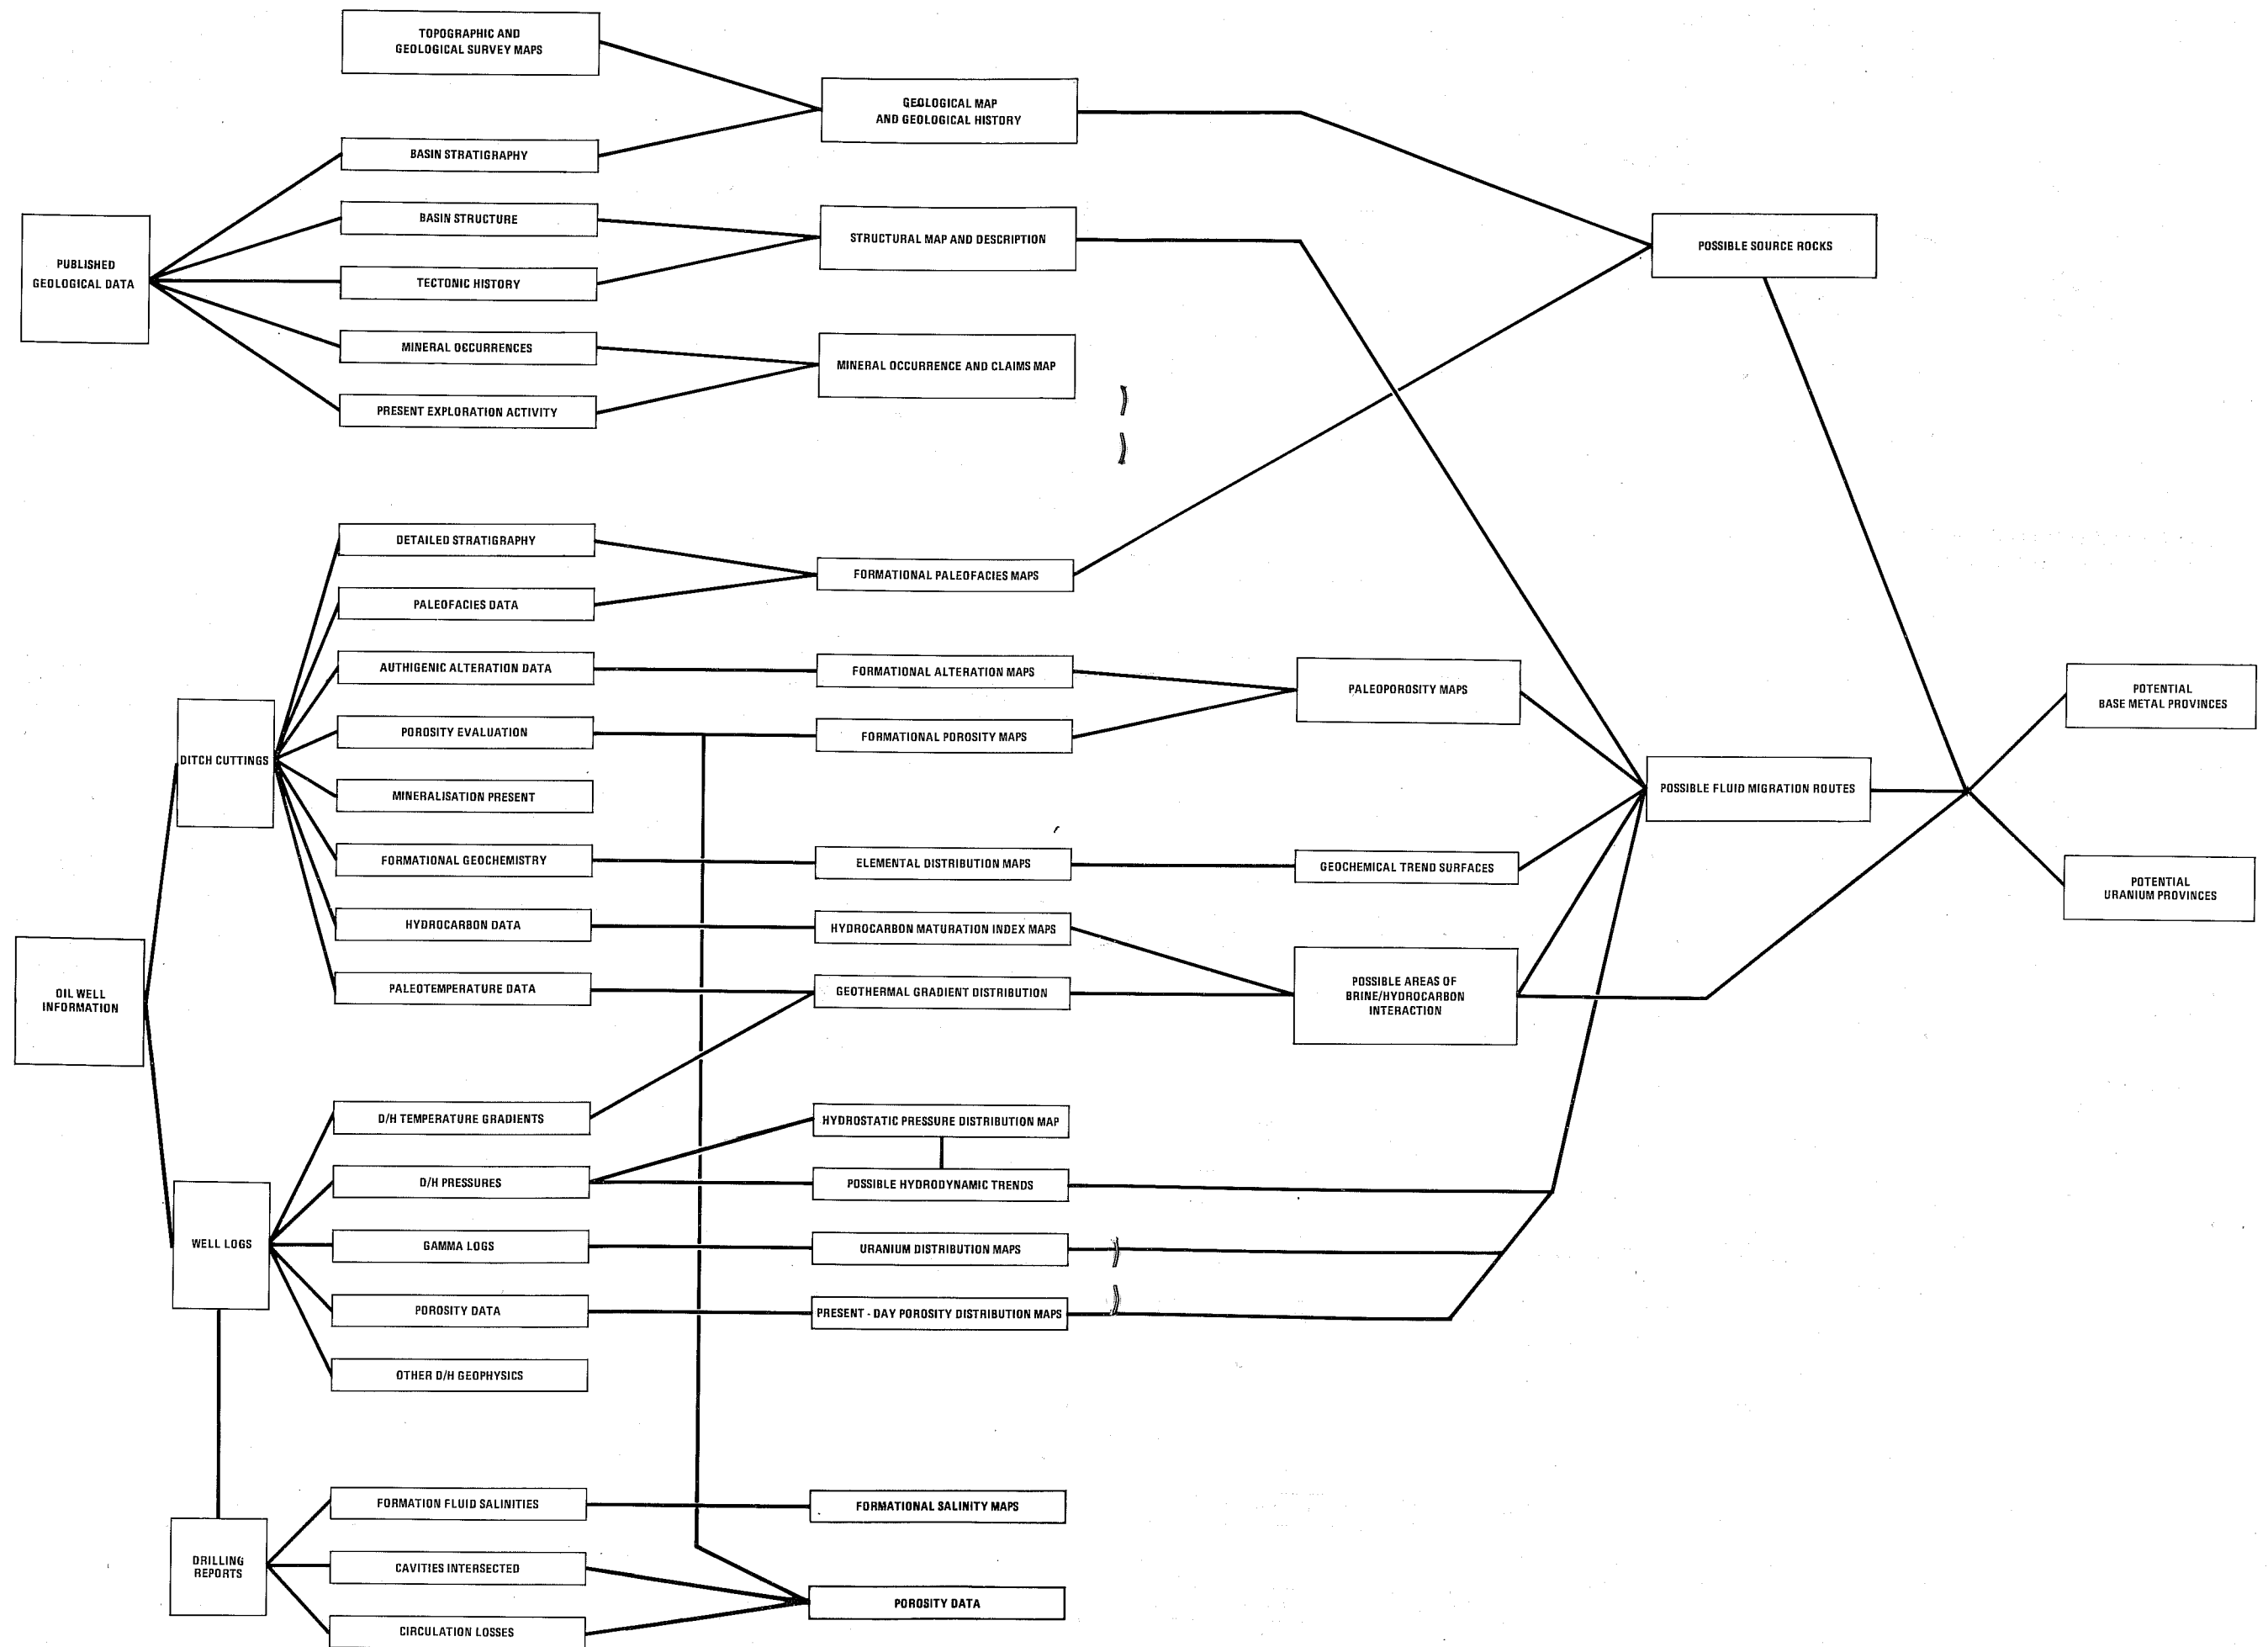 TOPOGRAPHIC AND
GEOLOGICAL SURVEY MAPS
GEOLOGICAL MAP
AND GEOLOGICAL HISTORY
BASIN STRATIGRAPHY
BASIN STRUCTURE
STRUCTURAL MAP AND DESCRIPTION
POSSIBLE SOURCE ROCKS
PUBLISHED
GEOLOGICAL DATA
TECTONIC HISTORY
MINERAL OCCURRENCES
MINERAL OCCURRENCE AND CLAIMS MAP
PRESENT EXPLORATION ACTIVITY
DETAILED STRATIGRAPHY
FORMATIONAL PALEOFACIES MAPS
PALEOFACIES DATA
AUTHIGENIC ALTERATION DATA
FORMATIONAL ALTERATION MAPS
PALEOPOROSITY MAPS
POTENTIAL
BASE METAL PROVINCES
POROSITY EVALUATION
FORMATIONAL POROSITY MAPS
DITCH CUTTINGS
POSSIBLE FLUID MIGRATION ROUTES
MINERALISATION PRESENT
FORMATIONAL GEOCHEMISTRY
ELEMENTAL DISTRIBUTION MAPS
GEOCHEMICAL TREND SURFACES
POTENTIAL
URANIUM PROVINCES
HYDROCARBON DATA
HYDROCARBON MATURATION INDEX MAPS
PALEOTEMPERATURE DATA
GEOTHERMAL GRADIENT DISTRIBUTION
POSSIBLE AREAS OF
BRINE/HYDROCARBON
INTERACTION
OIL WELL
INFORMATION
D/H TEMPERATURE GRADIENTS
HYDROSTATIC PRESSURE DISTRIBUTION MAP
D/H PRESSURES
POSSIBLE HYDRODYNAMIC TRENDS
WELL LOGS
GAMMA LOGS
URANIUM DISTRIBUTION MAPS
POROSITY DATA
PRESENT - DAY POROSITY DISTRIBUTION MAPS
OTHER D/H GEOPHYSICS
FORMATION FLUID SALINITIES
FORMATIONAL SALINITY MAPS
DRILLING
REPORTS
CAVITIES INTERSECTED
POROSITY DATA
CIRCULATION LOSSES